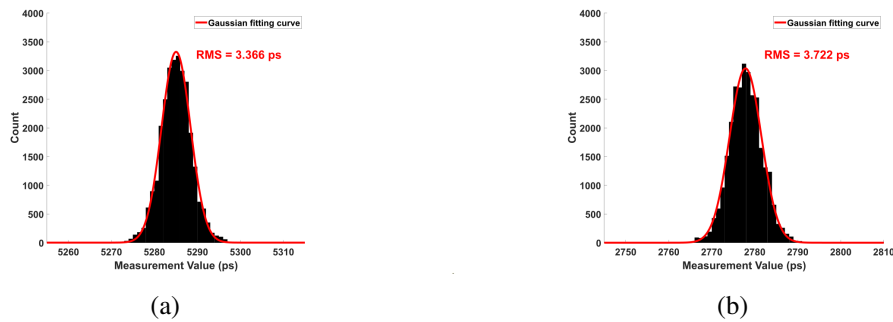 4000
3500
3000
2500
2000
1500
1000
500
0
Count
Gaussian fitting curve
RMS = 3.366 ps
5260 5270 5280 5290 5300 5310
Measurement Value (ps)
(a)
4000
3500
3000
2500
2000
1500
1000
500
0
Count
Gaussian fitting curve
RMS = 3.722 ps
2750 2760 2770 2780 2790 2800 2810
Measurement Value (ps)
(b)